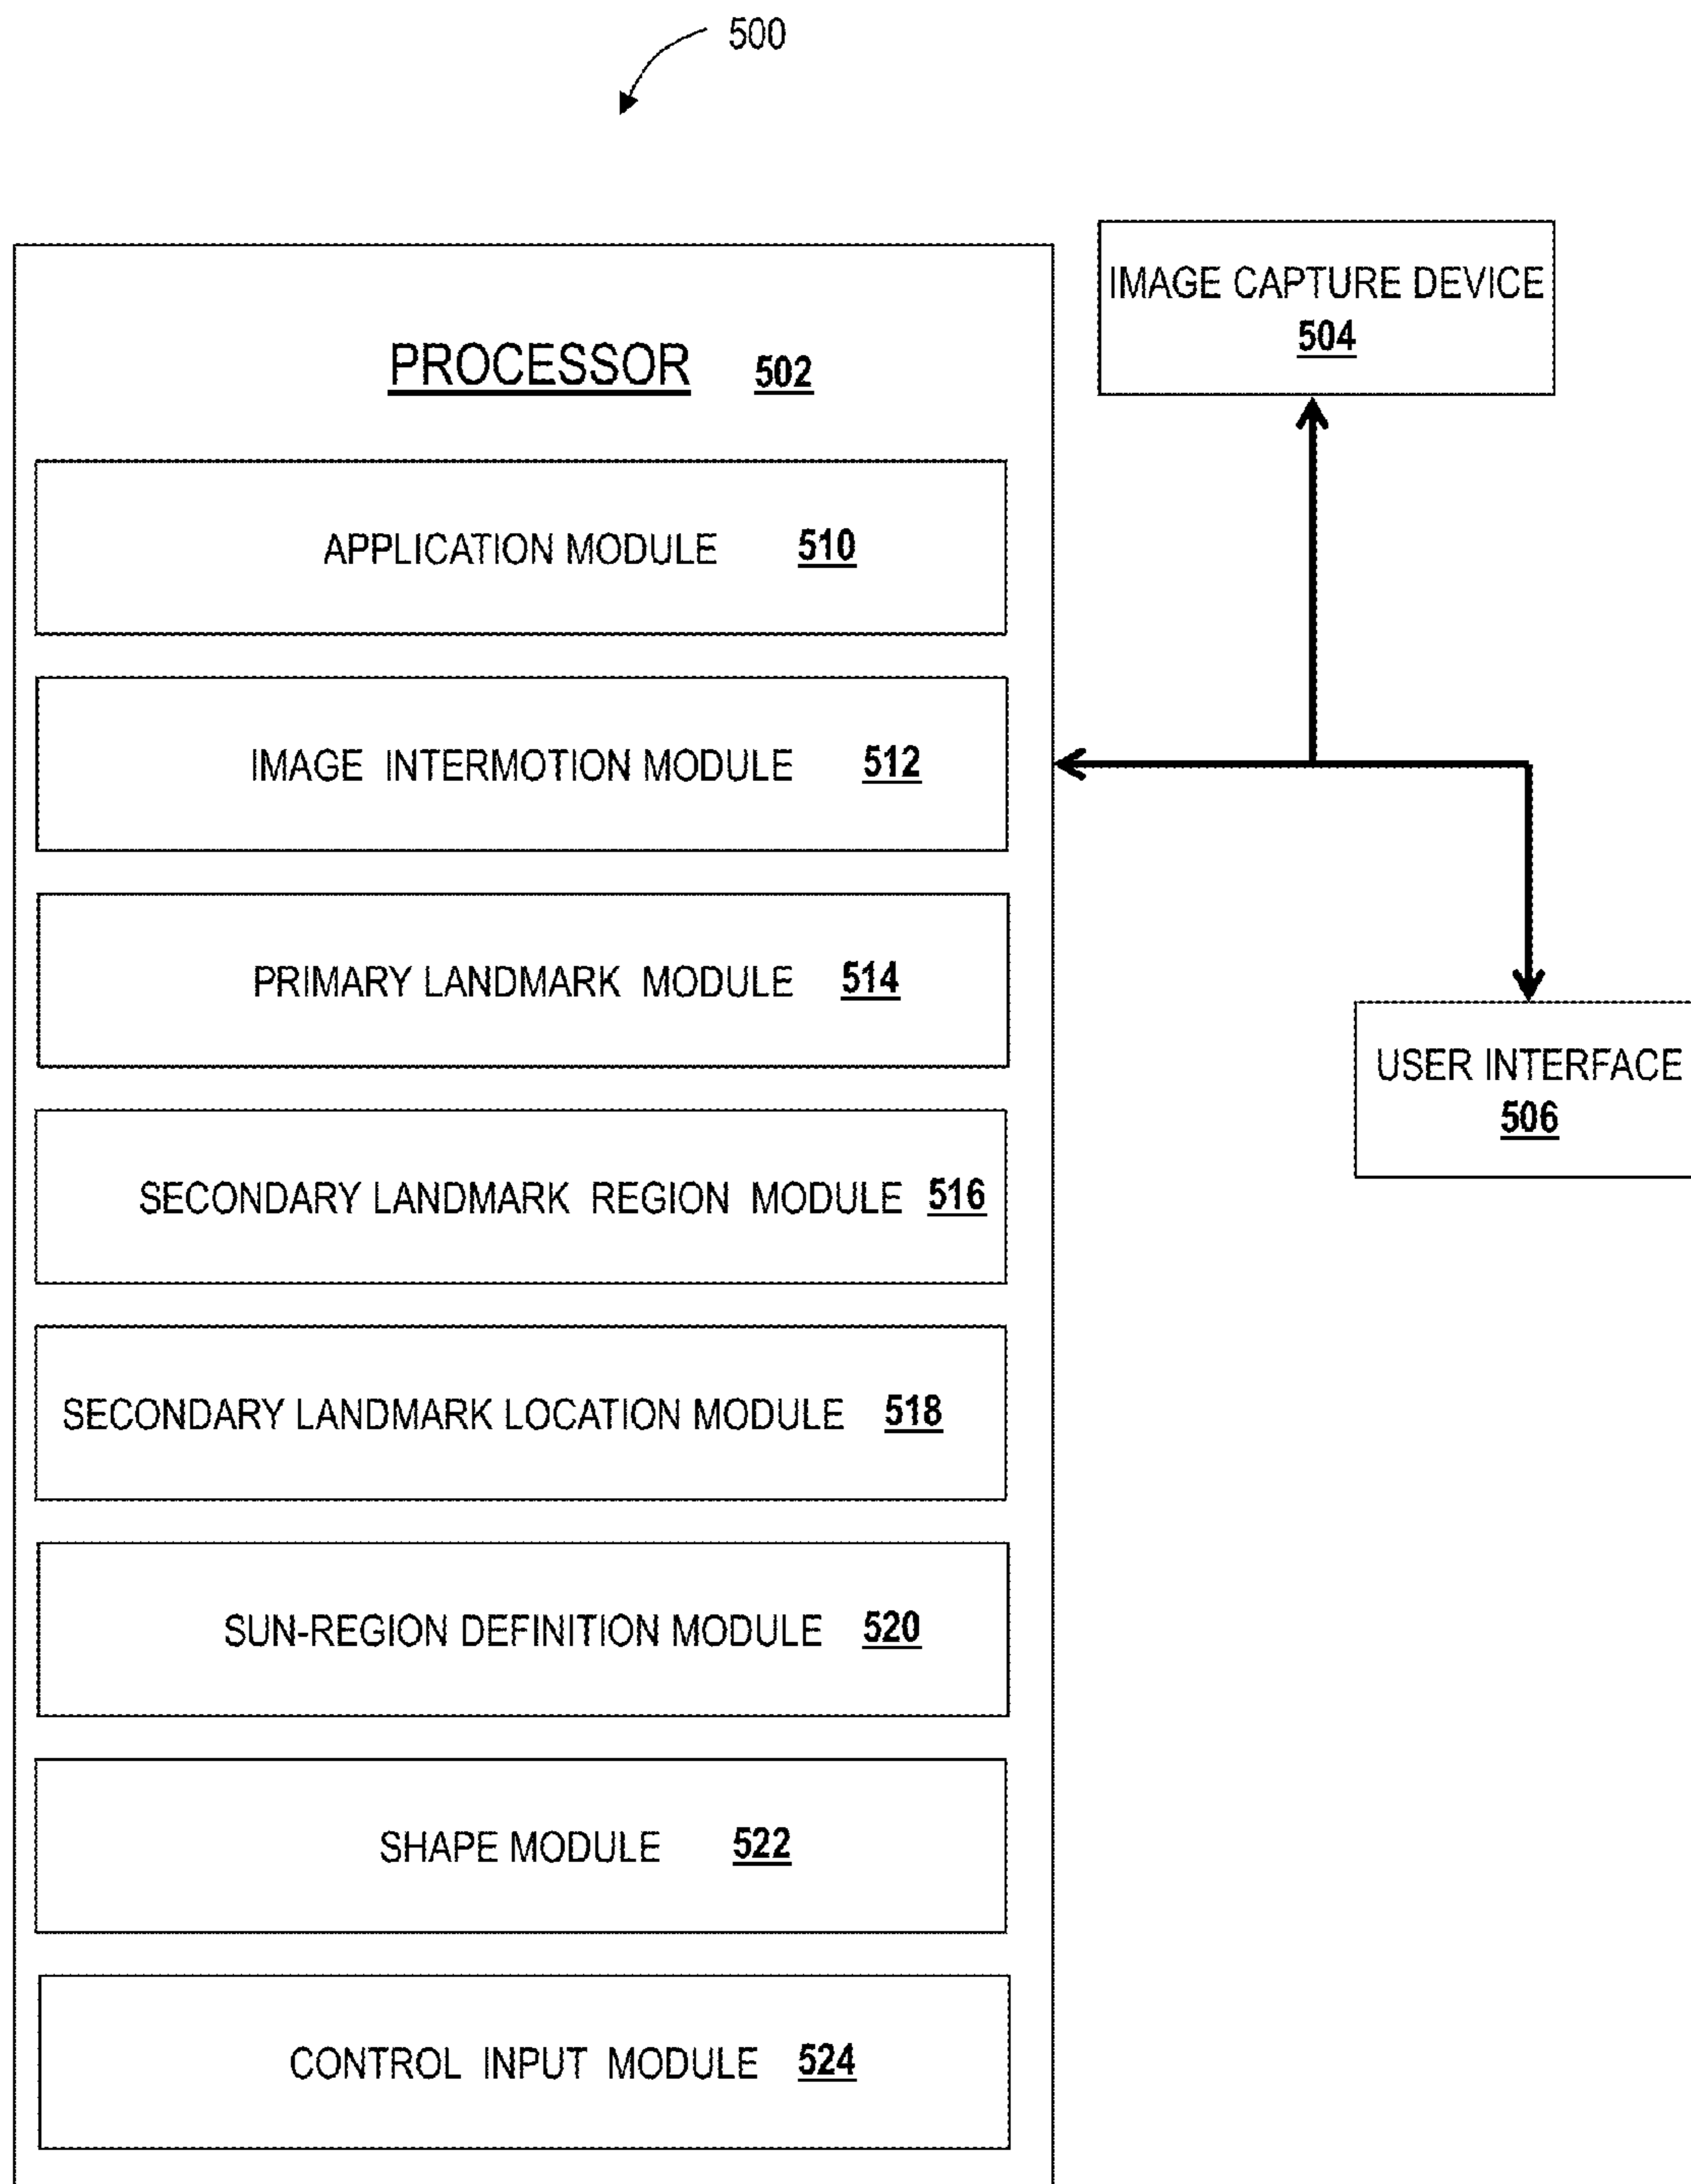 500
PROCESSOR 502
IMAGE CAPTURE DEVICE
504
APPLICATION MODULE 510
IMAGE INTERMOTION MODULE 512
PRIMARY LANDMARK MODULE 514
USER INTERFACE
506
SECONDARY LANDMARK REGION MODULE 516
SECONDARY LANDMARK LOCATION MODULE 518
SUN-REGION DEFINITION MODULE 520
SHAPE MODULE 522
CONTROL INPUT MODULE 524